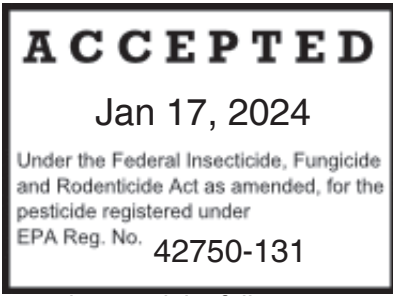 ACCEPTED
Jan 17, 2024
Under the Federal Insecticide, Fungicide
and Rodenticide Act as amended, for the
pesticide registered under
EPA Reg. No. 42750-131